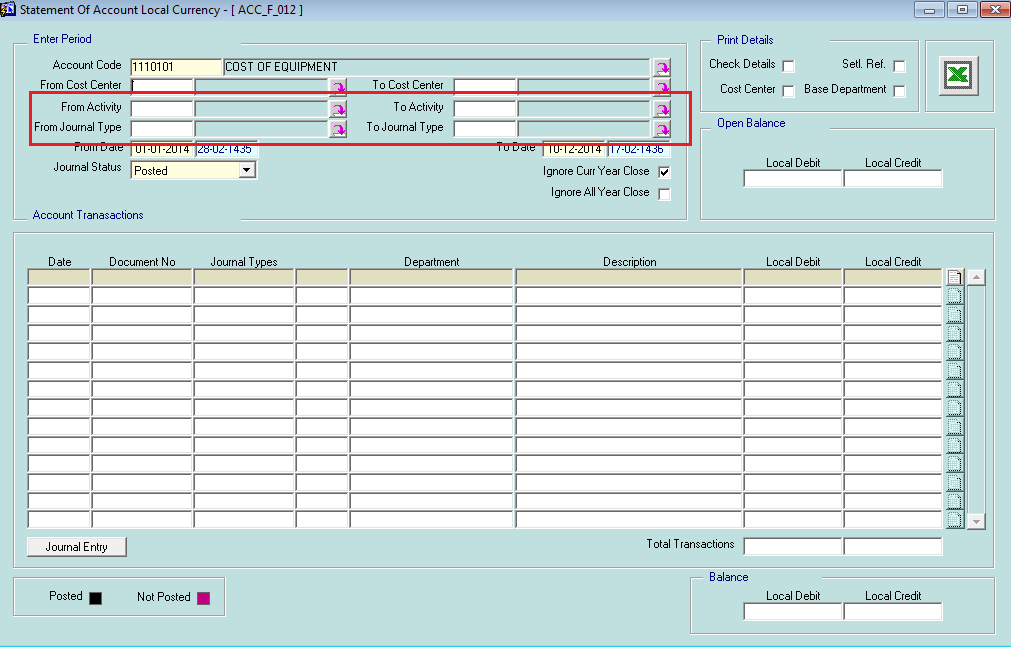 Statement Of Account Local Currency - [ ACC_F_012 ]
Enter Period
Account Code 1110101 COST OF EQUIPMENT
From Cost Center To Cost Center
From Activity To Activity
From Journal Type To Journal Type
From Date 01-01-2014 28-02-1435 To Date 10-12-2014 17-02-1436
Journal Status Posted Ignore Curr Year Close
Ignore All Year Close
Print Details
Check Details Setl. Ref.
Cost Center Base Department
Open Balance
Local Debit Local Credit
Account Tranasactions
Date Document No Journal Types Department Description Local Debit Local Credit
Journal Entry Total Transactions
Posted Not Posted
Balance
Local Debit Local Credit